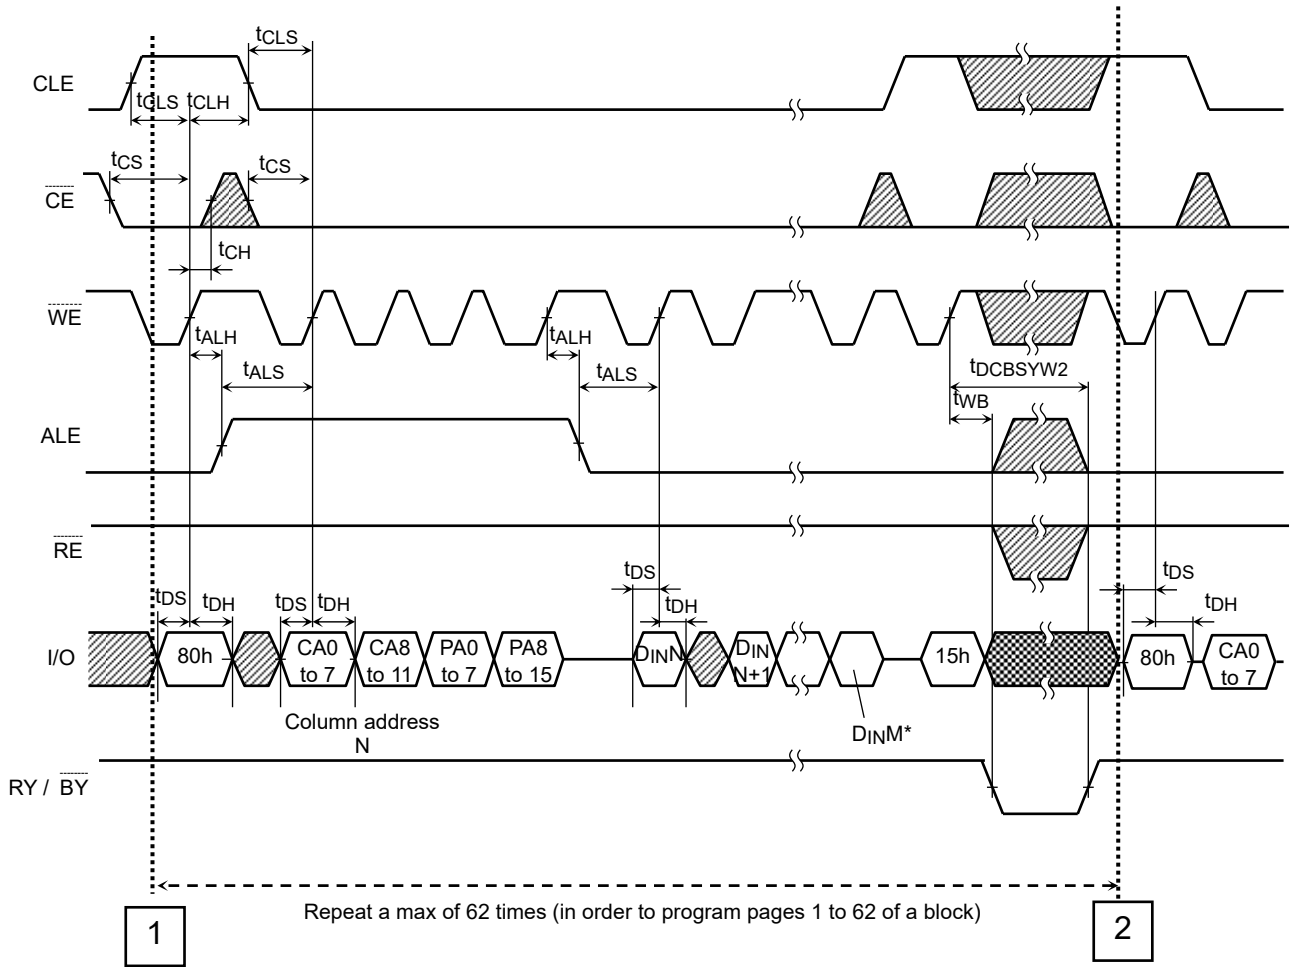 tCLS
CLE
tCLS tCLH
tCS tCS
CE
tCH
WE
tALH tALH
tALS tALS
tDCBSYW2
tWB
ALE
RE
tDS tDH tDS tDH tDS tDH tDS tDH
I/O 80h CA0 to 7 CA8 to 11 PA0 to 7 PA8 to 15 DINN DIN N+1 15h 80h CA0 to 7
Column address
N
DINM*
RY / BY
Repeat a max of 62 times (in order to program pages 1 to 62 of a block)
1 2